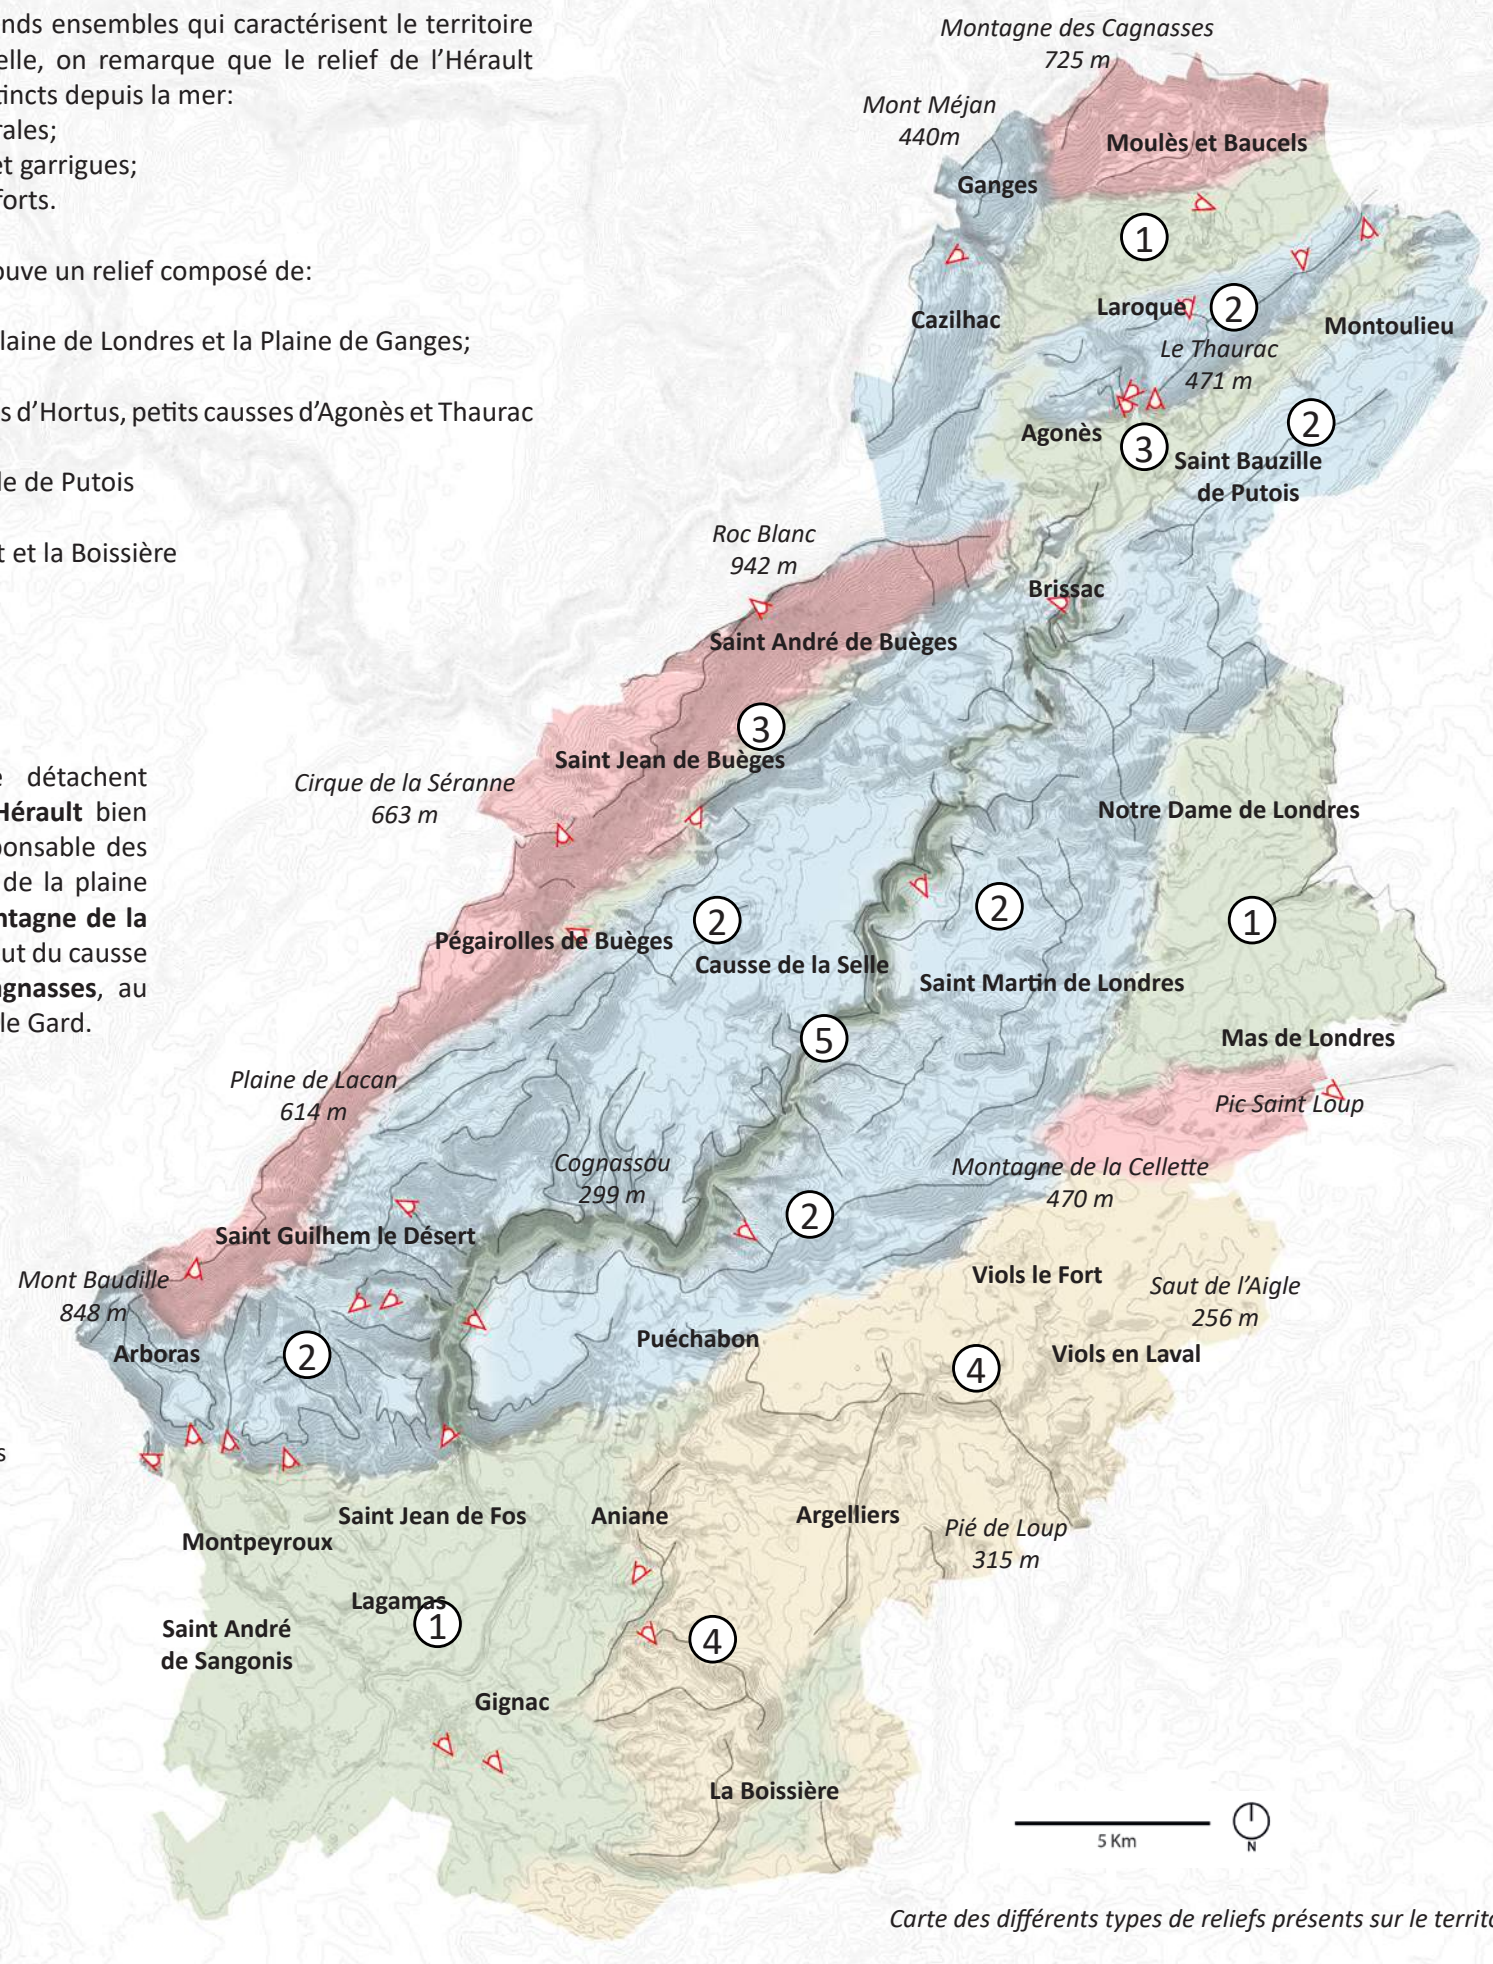 nds ensembles qui caractérisent le territoire
elle, on remarque que le relief de l'Hérault
tincts depuis la mer:
rales;
et garrigues;
forts.
ouve un relief composé de:
laine de Londres et la Plaine de Ganges;
s d'Hortus, petits causses d'Agonès et Thaurac
le de Putois
t et la Boissière
e détachent
Hérault bien
ponsable des
de la plaine
ntagne de la
ut du causse
agnasses, au
le Gard.
s
Montagne des Cagnasses
725 m
Mont Méjan
440m
Moulès et Baucels
Ganges
1
Laroque
2
Cazilhac
Montoulieu
Le Thaurac
471 m
2
Agonès
3
Saint Bauzille
de Putois
Roc Blanc
942 m
Brissac
Saint André de Buèges
3
Saint Jean de Buèges
Cirque de la Séranne
663 m
Notre Dame de Londres
2
2
1
Pégairolles de Buèges
Causse de la Selle
Saint Martin de Londres
5
Mas de Londres
Plaine de Lacan
614 m
Pic Saint Loup
Cognassou
299 m
Montagne de la Cellette
470 m
2
Saint Guilhem le Désert
Mont Baudille
848 m
Viols le Fort
Saut de l'Aigle
256 m
Arboras
2
Puéchabon
4
Viols en Laval
Saint Jean de Fos
Aniane
Argelliers
Montpeyroux
Pié de Loup
315 m
Lagamas
1
Saint André
de Sangonis
4
Gignac
La Boissière
5 Km
N
Carte des différents types de reliefs présents sur le territo